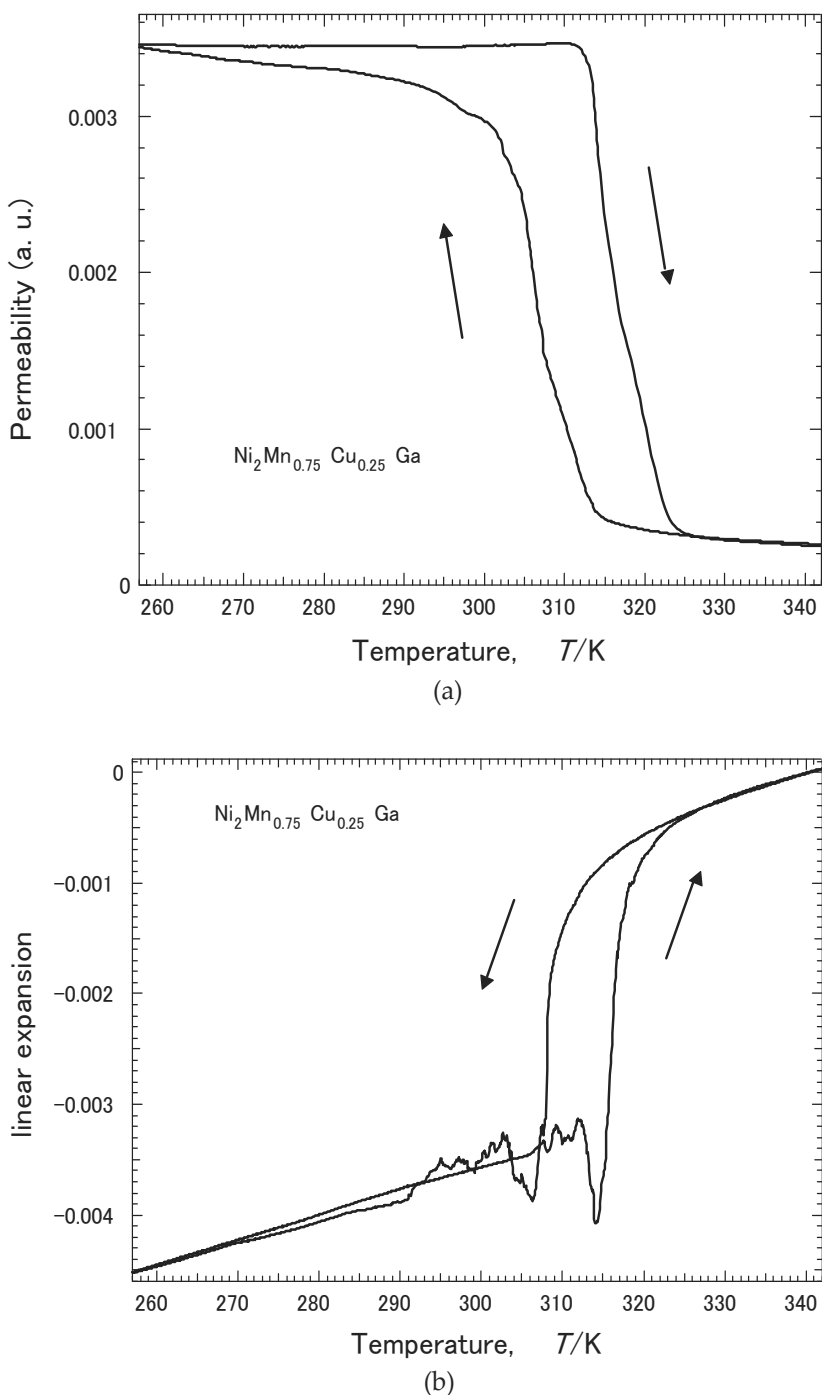 0.003
0.002
0.001
0
Permeability (a. u.)
Ni2Mn0.75 Cu0.25 Ga
260 270 280 290 300 310 320 330 340
Temperature, T/K
(a)
0
−0.001
−0.002
−0.003
−0.004
linear expansion
Ni2Mn0.75 Cu0.25 Ga
260 270 280 290 300 310 320 330 340
Temperature, T/K
(b)